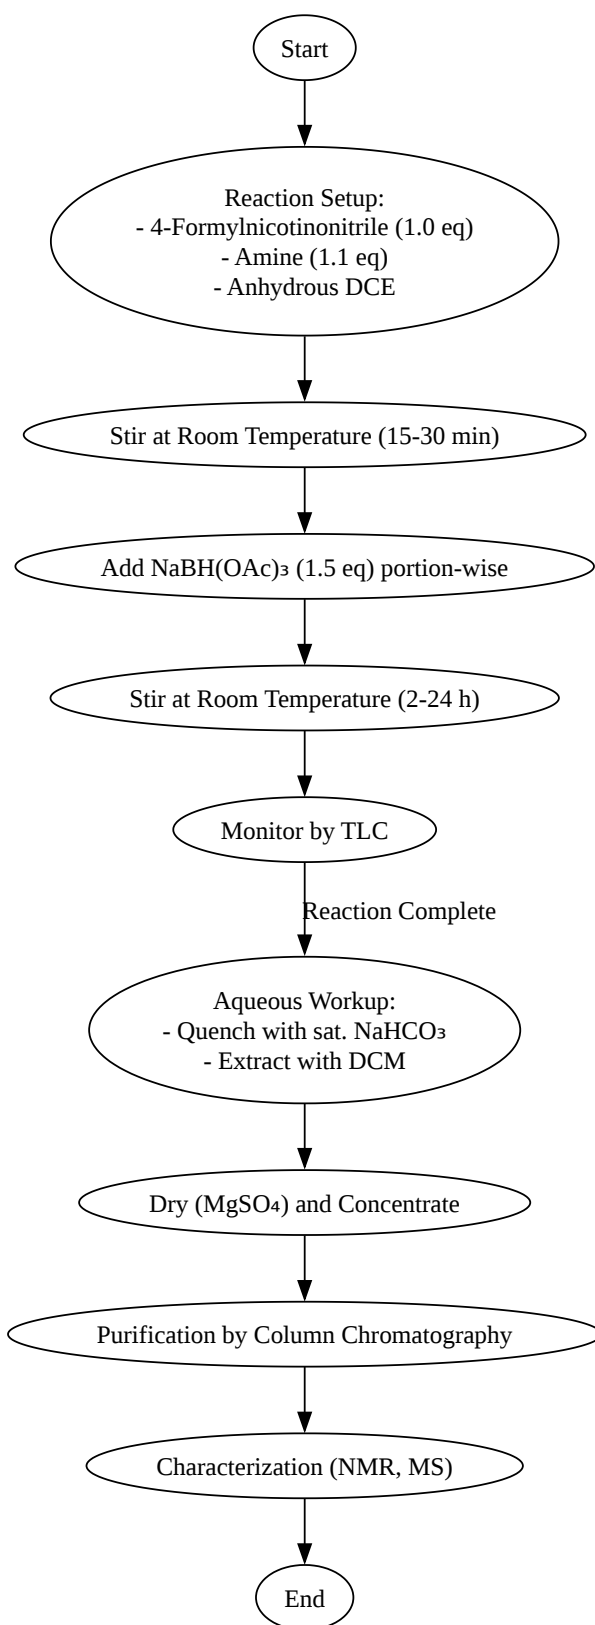 Start
Reaction Setup:
- 4-Formylnicotinonitrile (1.0 eq)
- Amine (1.1 eq)
- Anhydrous DCE
Stir at Room Temperature (15-30 min)
Add NaBH(OAc)₃ (1.5 eq) portion-wise
Stir at Room Temperature (2-24 h)
Monitor by TLC
Reaction Complete
Aqueous Workup:
- Quench with sat. NaHCO₃
- Extract with DCM
Dry (MgSO₄) and Concentrate
Purification by Column Chromatography
Characterization (NMR, MS)
End